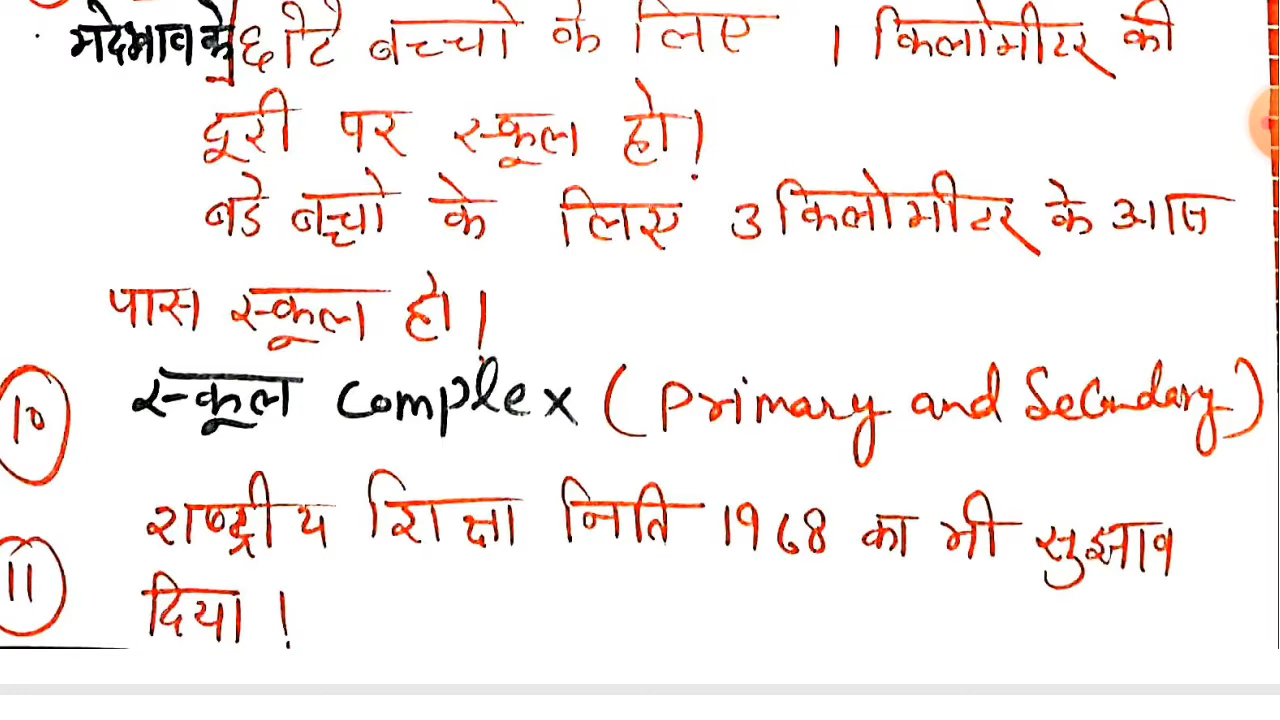 भेदभाव के छोटे बच्चो के लिए 1 किलोमीटर की
दूरी पर स्कूल हो।
बडे बच्चो के लिए 3 किलोमीटर के आस
पास स्कूल हो।
10 स्कूल Complex ( Primary and Secondary )
राष्ट्रीय शिक्षा निति 1968 का भी सुझाव
11 दिया।